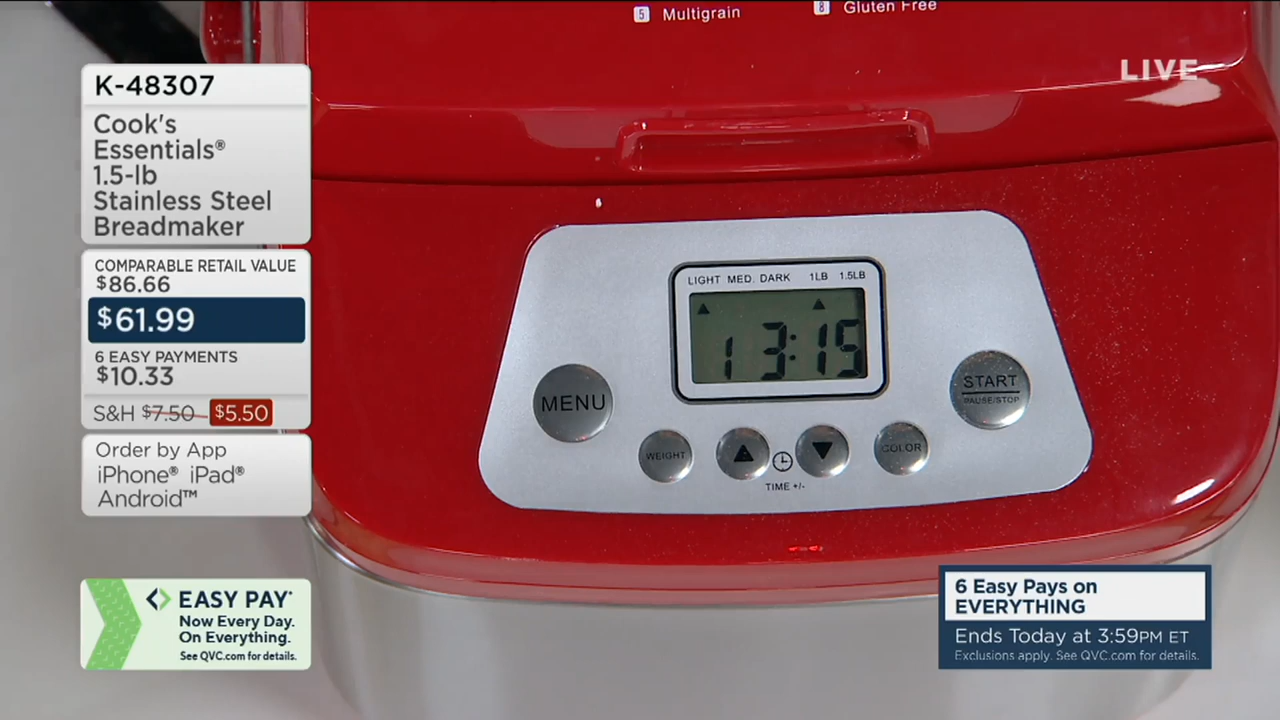 5 Multigrain
8 Gluten Free
LIVE
K-48307
Cook's
Essentials®
1.5-lb
Stainless Steel
Breadmaker
COMPARABLE RETAIL VALUE
$86.66
$61.99
6 EASY PAYMENTS
$10.33
S&H $7.50 $5.50
Order by App
iPhone® iPad®
Android™
EASY PAY*
Now Every Day.
On Everything.
See QVC.com for details.
LIGHT MED. DARK 1LB 1.5LB
1 3:15
MENU
START
PAUSE/STOP
WEIGHT
COLOR
TIME +/-
6 Easy Pays on
EVERYTHING
Ends Today at 3:59PM ET
Exclusions apply. See QVC.com for details.